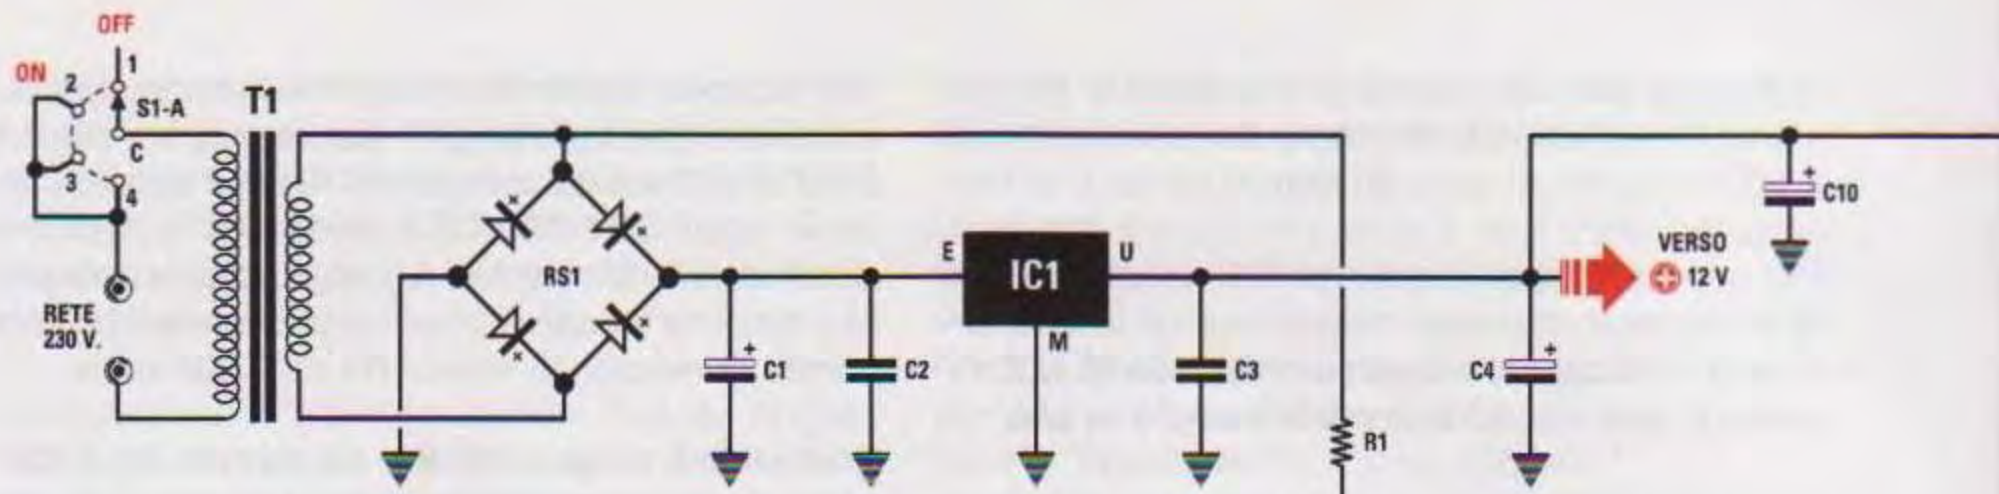 OFF
ON
1
2
S1-A
T1
C
3
4
RETE
230 V.
RS1
C1
C2
E
IC1
U
M
C3
R1
C4
VERSO
+ 12 V
C10